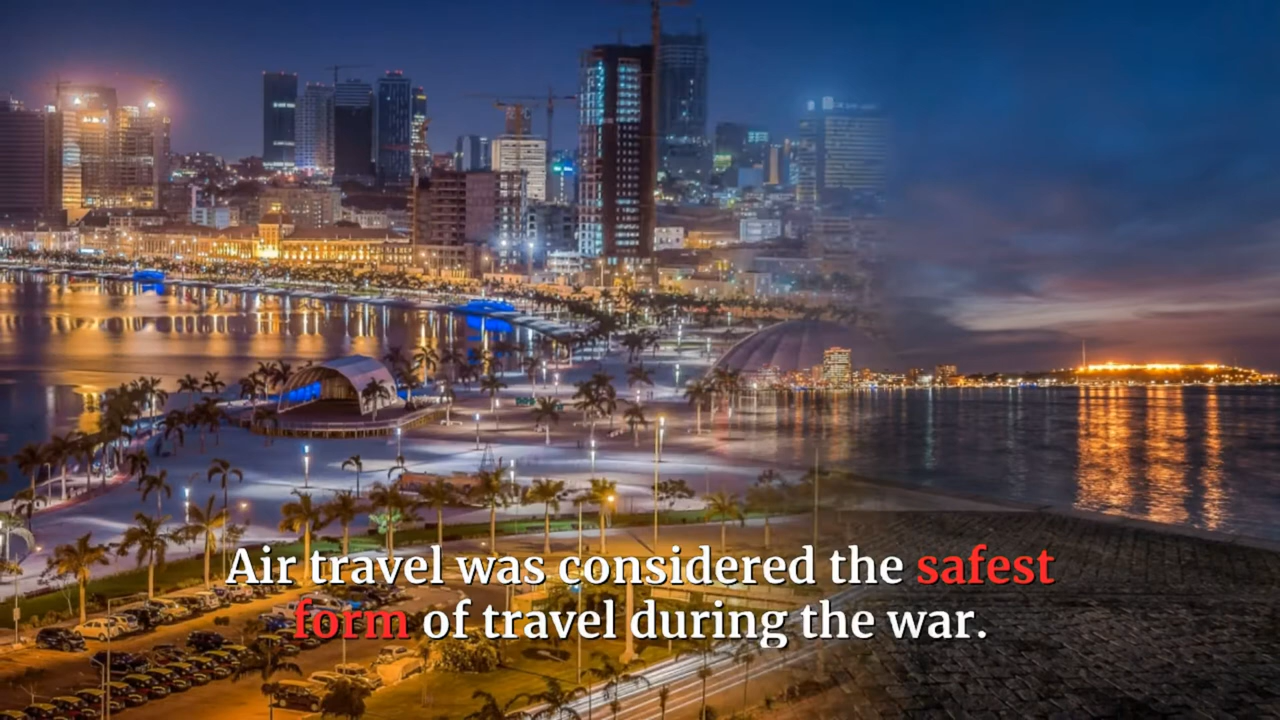 Air travel was considered the safest
form of travel during the war.